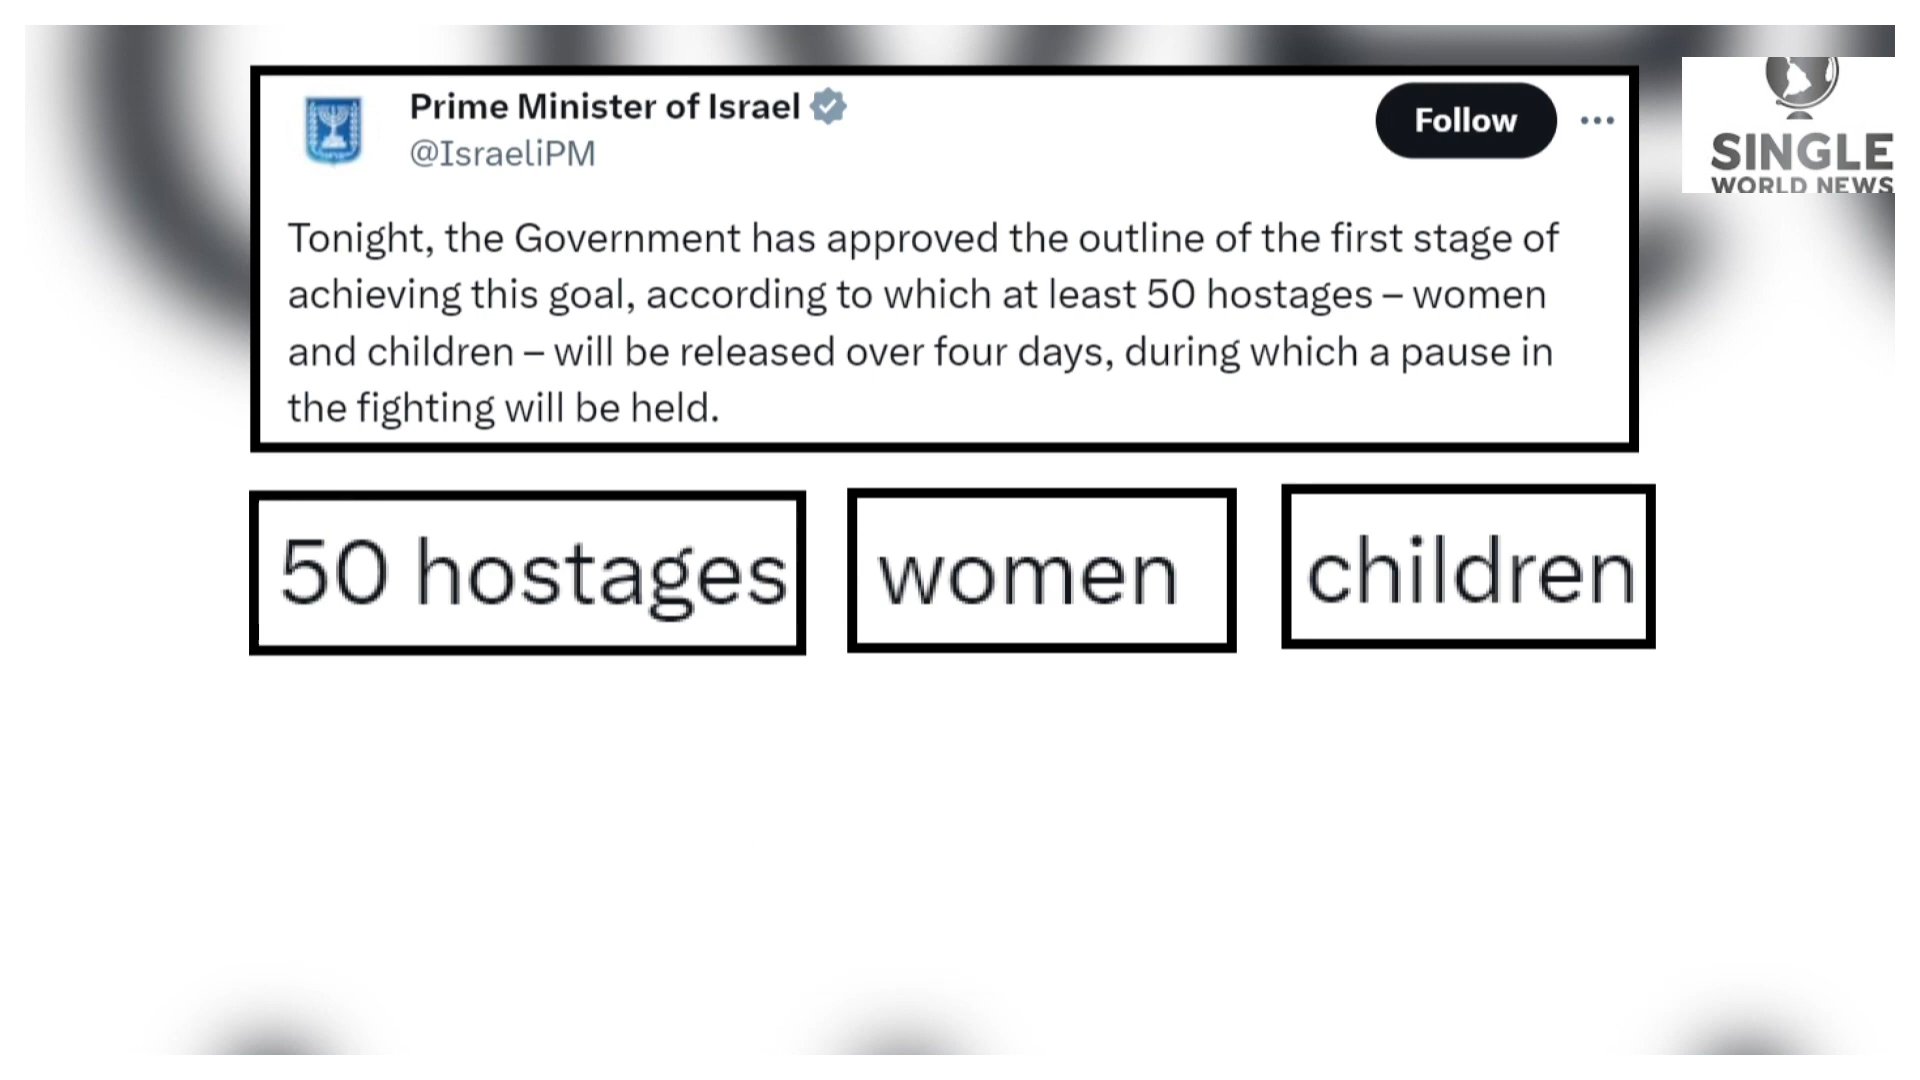 Prime Minister of Israel
@IsraeliPM
Follow
Tonight, the Government has approved the outline of the first stage of
achieving this goal, according to which at least 50 hostages – women
and children – will be released over four days, during which a pause in
the fighting will be held.
50 hostages
women
children
SINGLE
WORLD NEWS